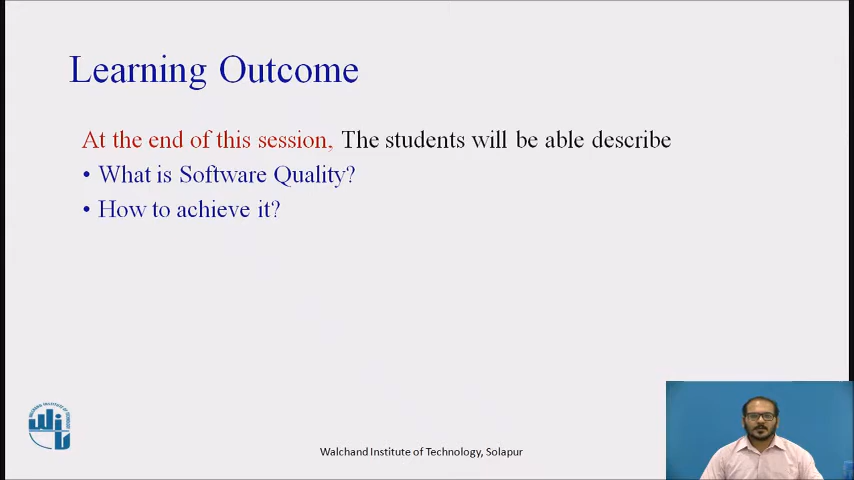 Learning Outcome
At the end of this session, The students will be able describe
• What is Software Quality?
• How to achieve it?
Walchand Institute of Technology, Solapur